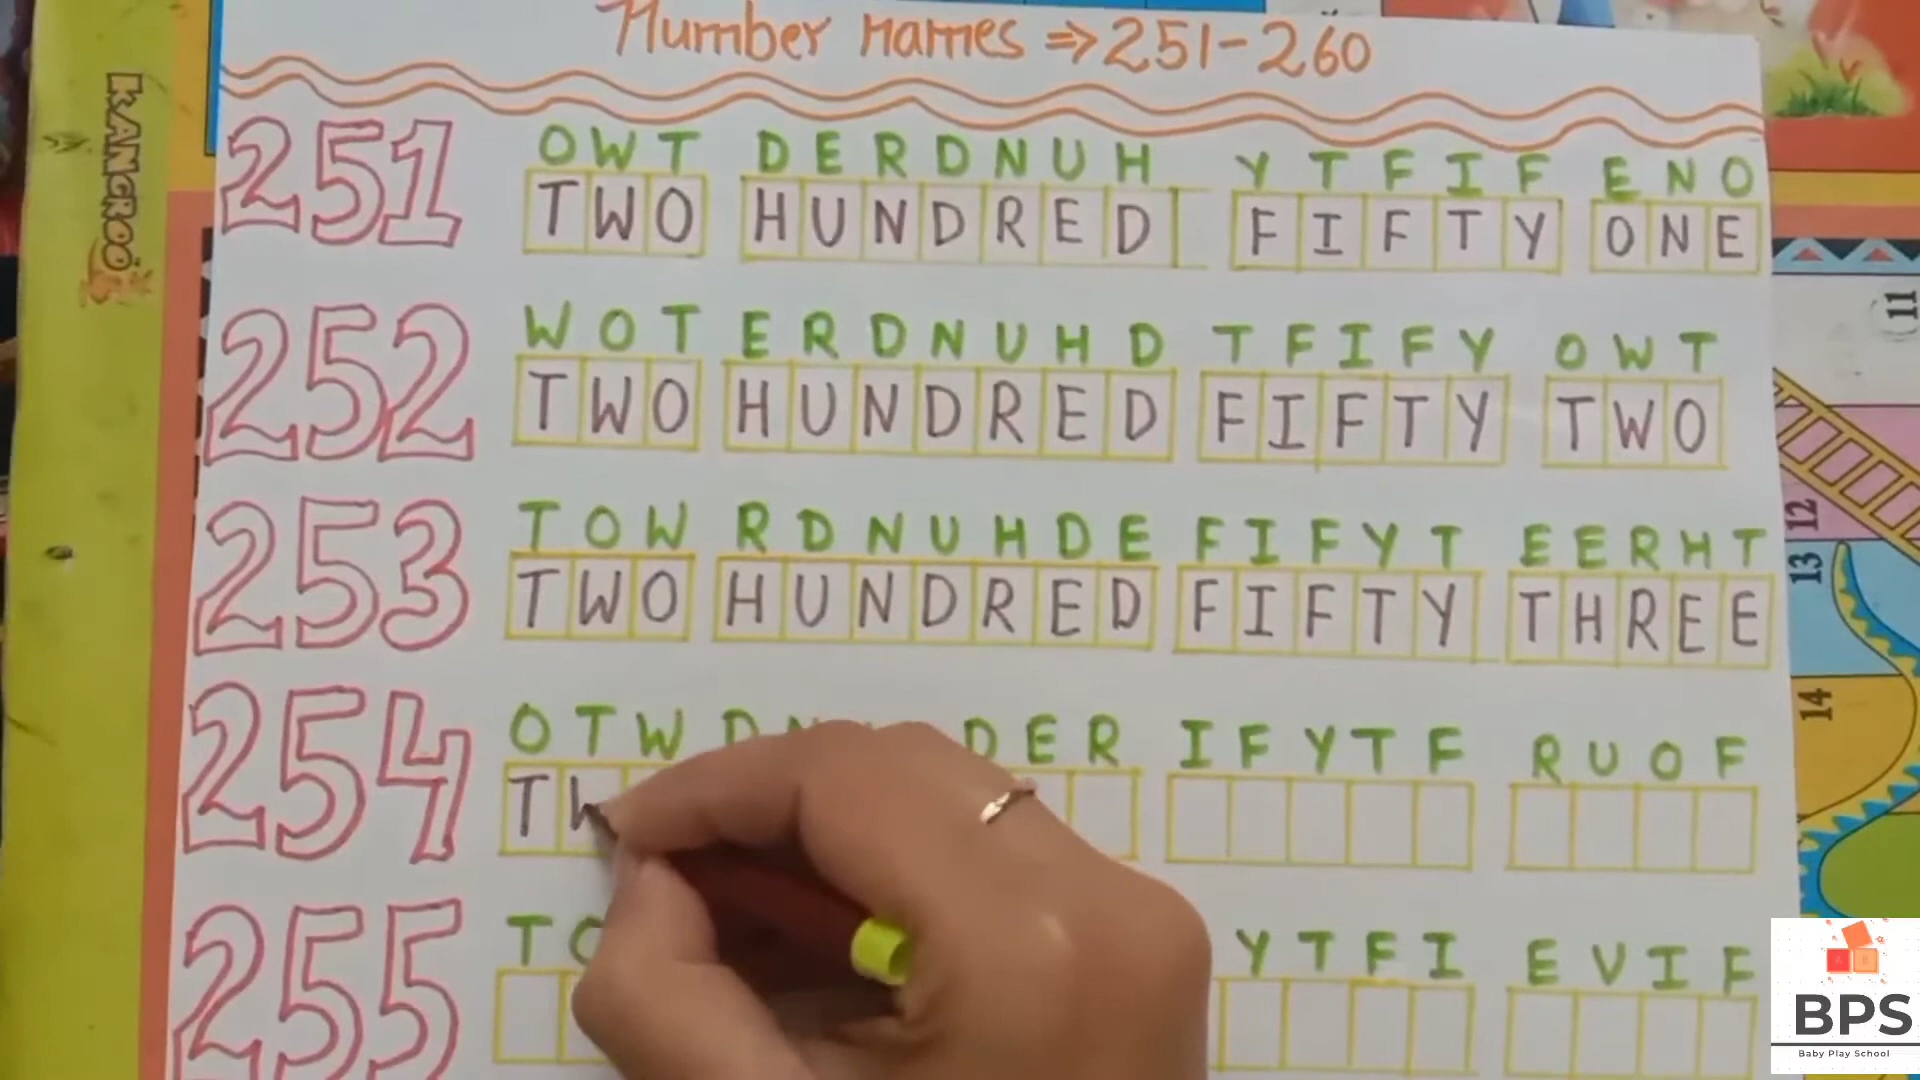 Number names ⇒ 251-260
251 OWT DERDNUH YTFIF ENO
TWO HUNDRED FIFTY ONE
252 WOT ERDNUHD TFIFY OWT
TWO HUNDRED FIFTY TWO
253 TOW RDNUHDE FIFYT EERHT
TWO HUNDRED FIFTY THREE
254 OTW DER IFYTF RUOF
TW
255 TO YTFI EVIF
KANGROO
11
12
13
14
BPS
Baby Play School